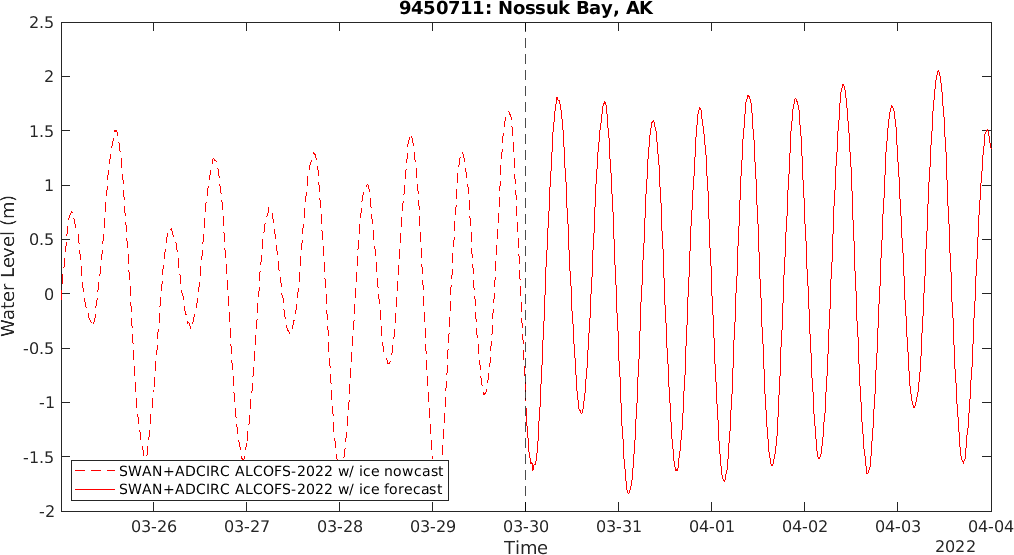 9450711: Nossuk Bay, AK
2.5
2
1.5
1
0.5
0
-0.5
-1
-1.5
-2
Water Level (m)
SWAN+ADCIRC ALCOFS-2022 w/ ice nowcast
SWAN+ADCIRC ALCOFS-2022 w/ ice forecast
03-26 03-27 03-28 03-29 03-30 03-31 04-01 04-02 04-03 04-04
Time
2022